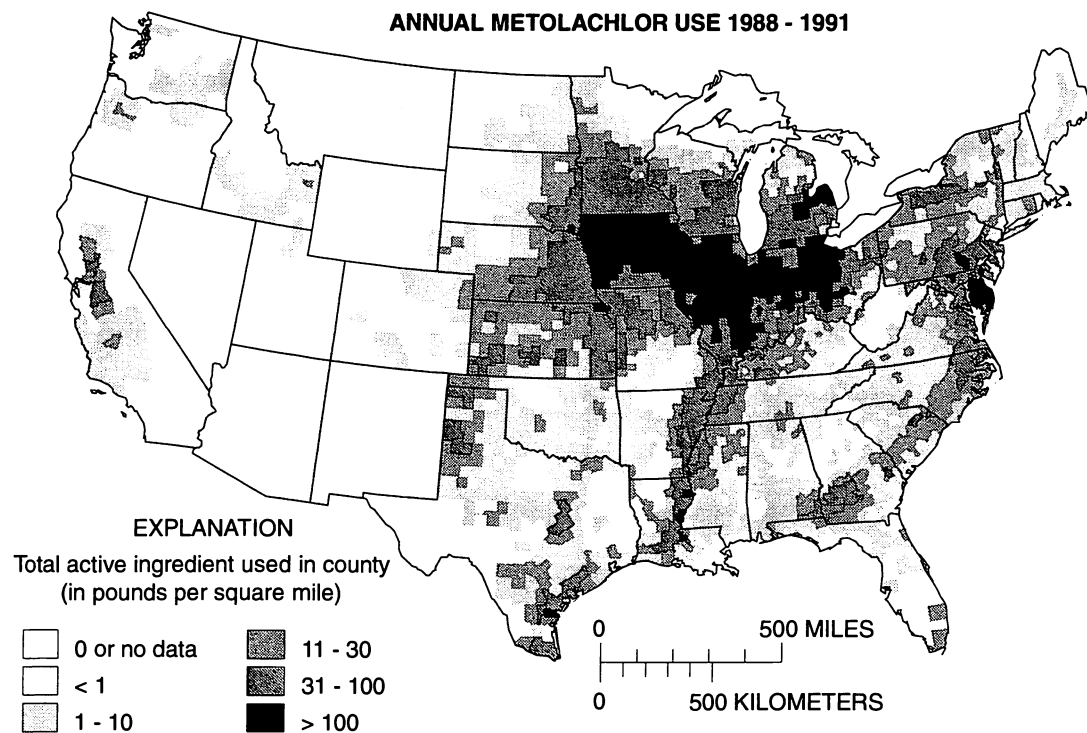 ANNUAL METOLACHLOR USE 1988 - 1991
EXPLANATION
Total active ingredient used in county
(in pounds per square mile)
0 or no data
< 1
1 - 10
11 - 30
31 - 100
> 100
0 500 MILES
0 500 KILOMETERS